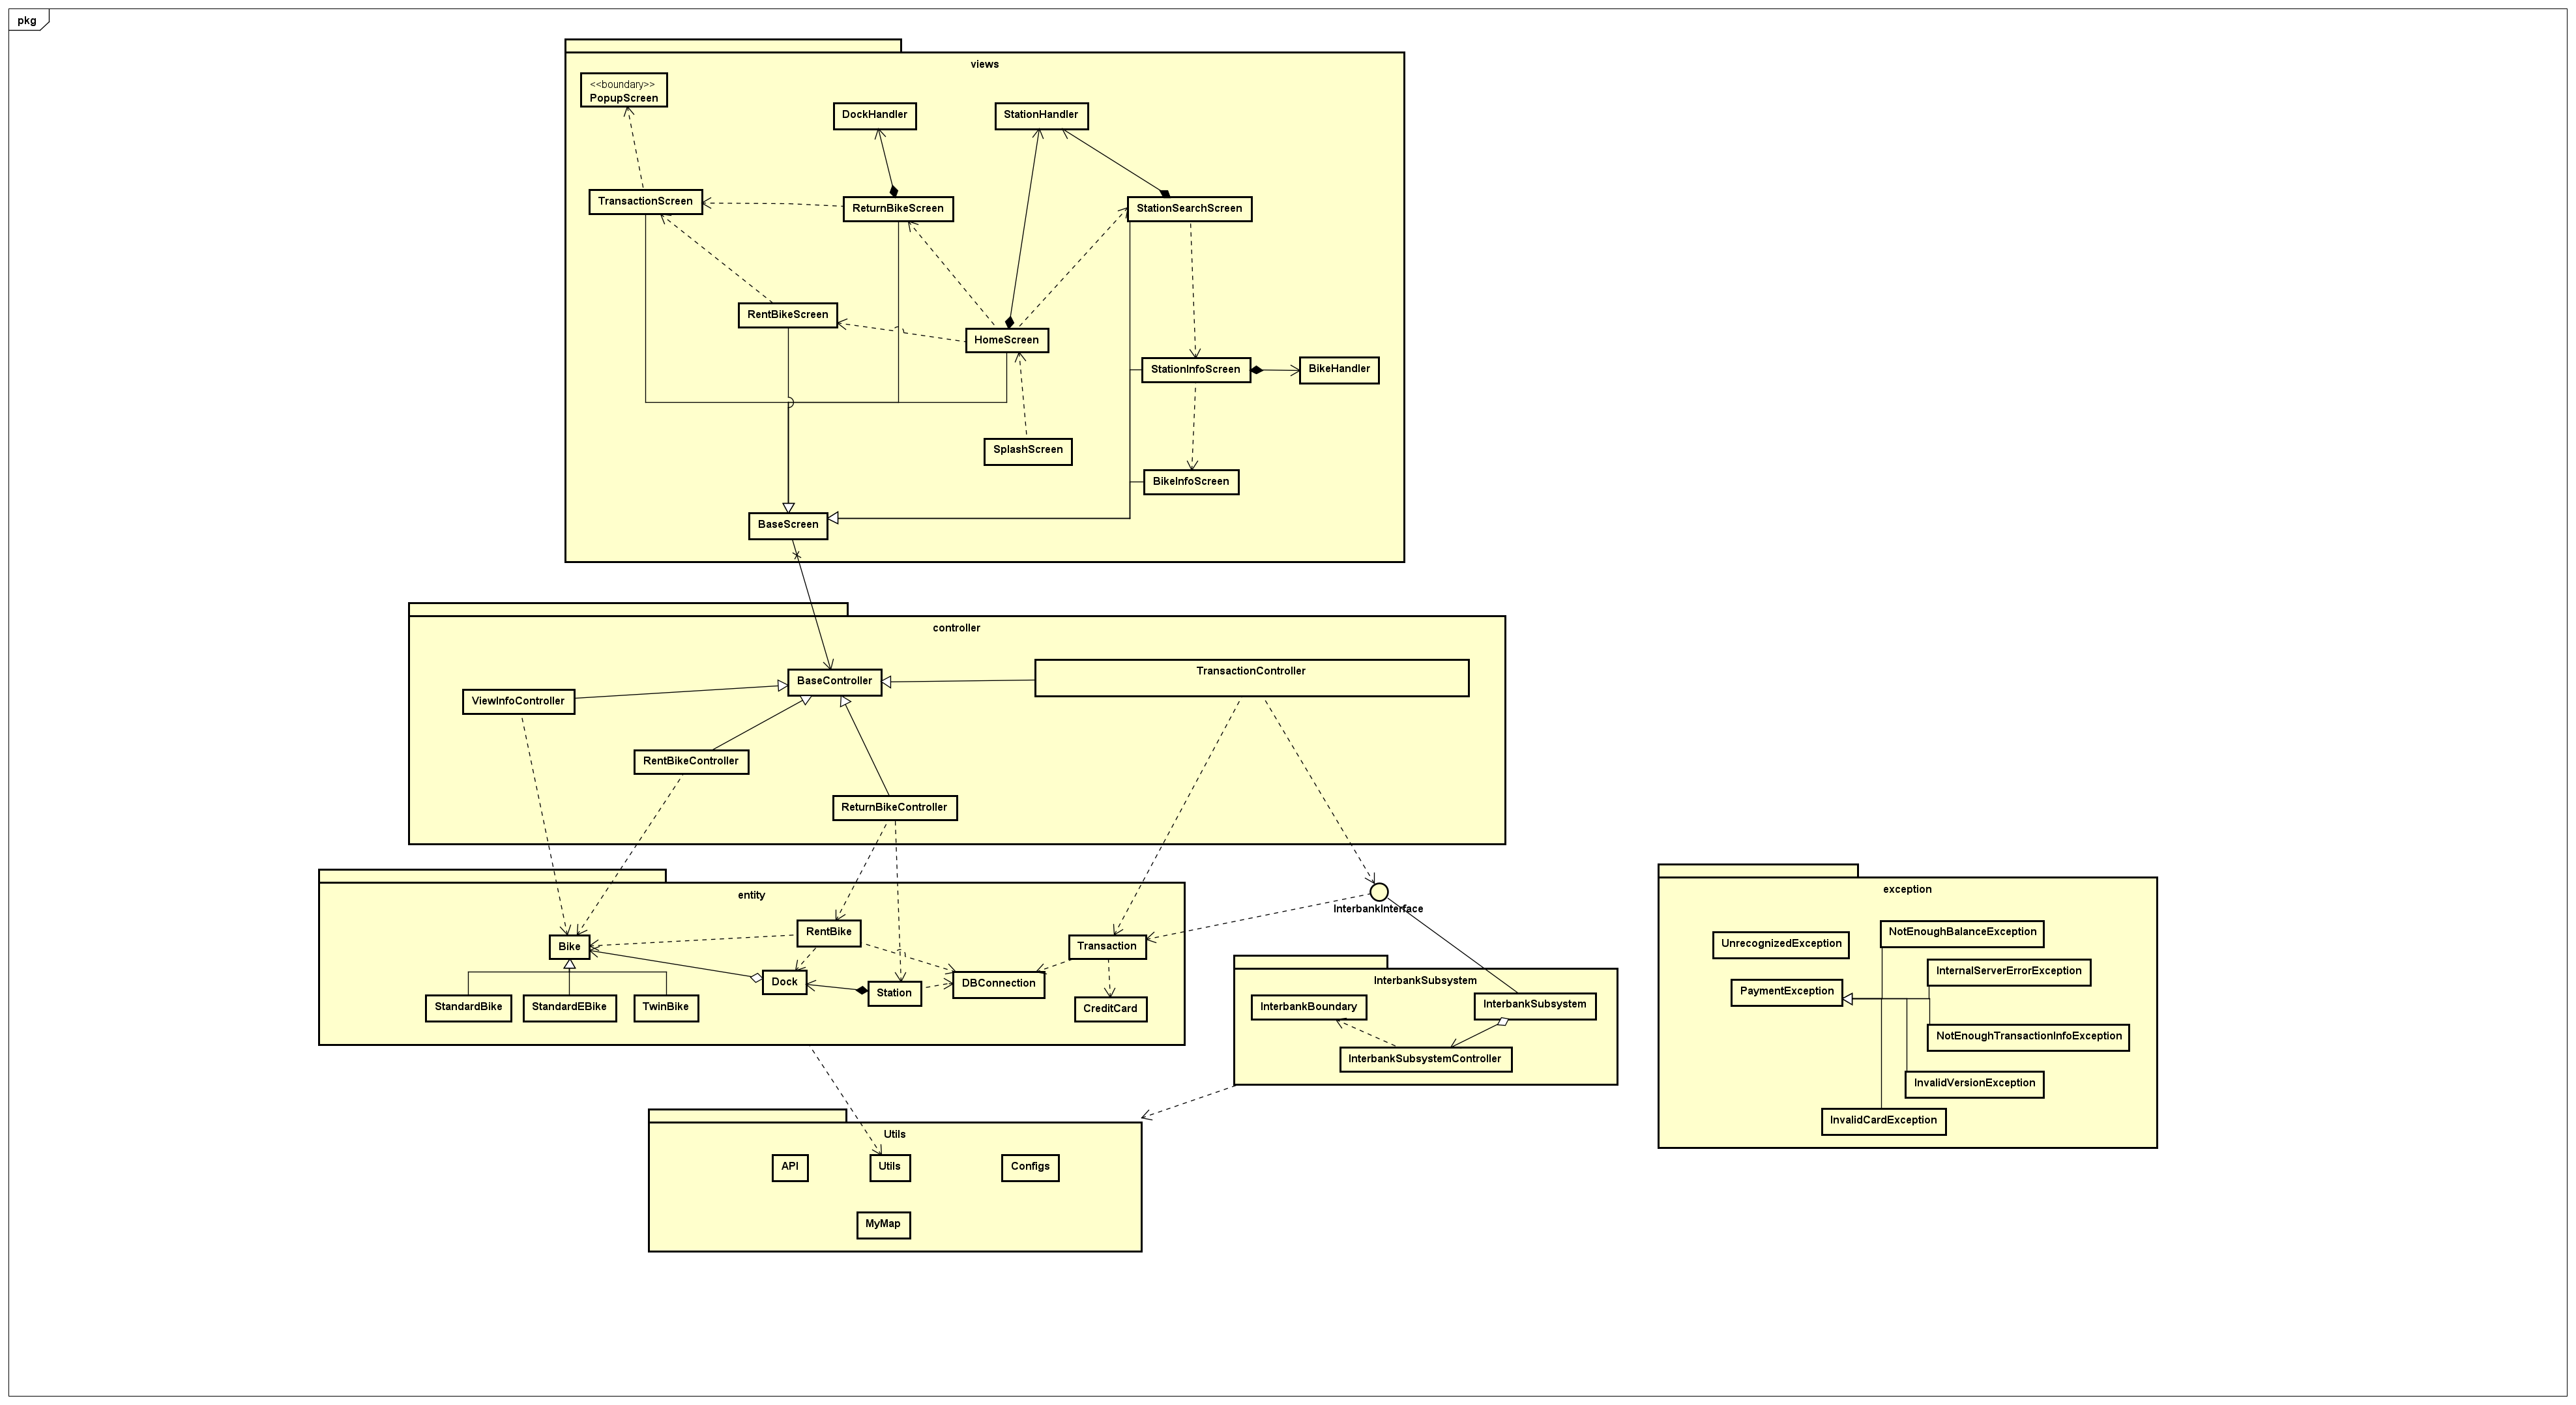 pkg
views
<<boundary>>
PopupScreen
DockHandler
StationHandler
TransactionScreen
ReturnBikeScreen
StationSearchScreen
RentBikeScreen
HomeScreen
StationInfoScreen
BikeHandler
SplashScreen
BikeInfoScreen
BaseScreen
controller
TransactionController
BaseController
ViewInfoController
RentBikeController
ReturnBikeController
entity
RentBike
Bike
Transaction
Dock
Station
DBConnection
StandardBike
StandardEBike
TwinBike
CreditCard
InterbankInterface
InterbankSubsystem
InterbankBoundary
InterbankSubsystem
InterbankSubsystemController
exception
NotEnoughBalanceException
UnrecognizedException
InternalServerErrorException
PaymentException
NotEnoughTransactionInfoException
InvalidVersionException
InvalidCardException
Utils
API
Utils
Configs
MyMap